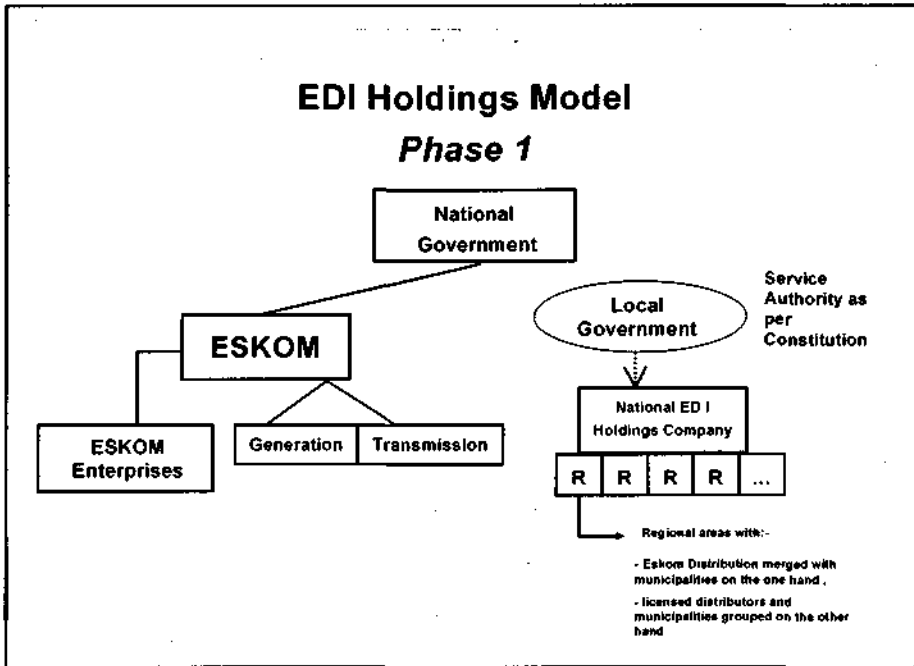 EDI Holdings Model
Phase 1
National
Government
Service
Authority as
per
Constitution
Local
Government
ESKOM
National ED I
Holdings Company
ESKOM
Enterprises
Generation
Transmission
R R R R ...
Regional areas with:-
- Eskom Distribution merged with
municipalities on the one hand ,
- licensed distributors and
municipalities grouped on the other
hand